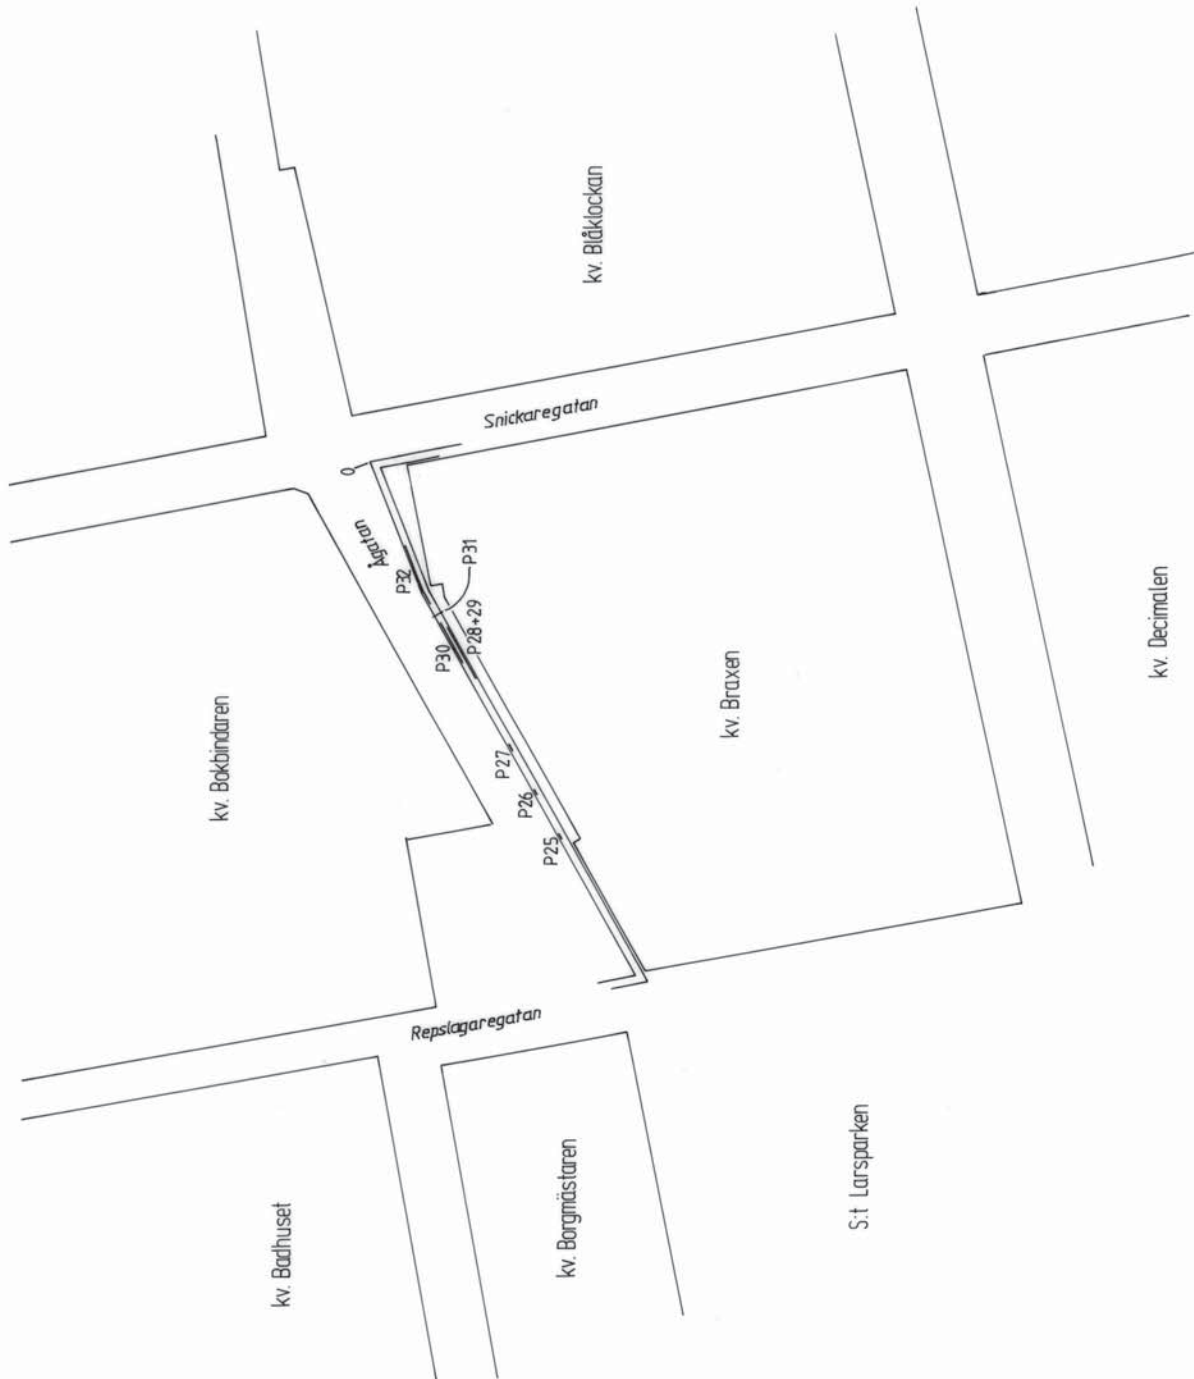 kv. Badhuset
kv. Bokbindaren
kv. Borgmästaren
Repslagaregatan
Ågatan
Snickaregatan
kv. Blåklockan
O
P32
P31
P30
P28+29
P27
P26
P25
kv. Braxen
S:t Larsparken
kv. Decimalen